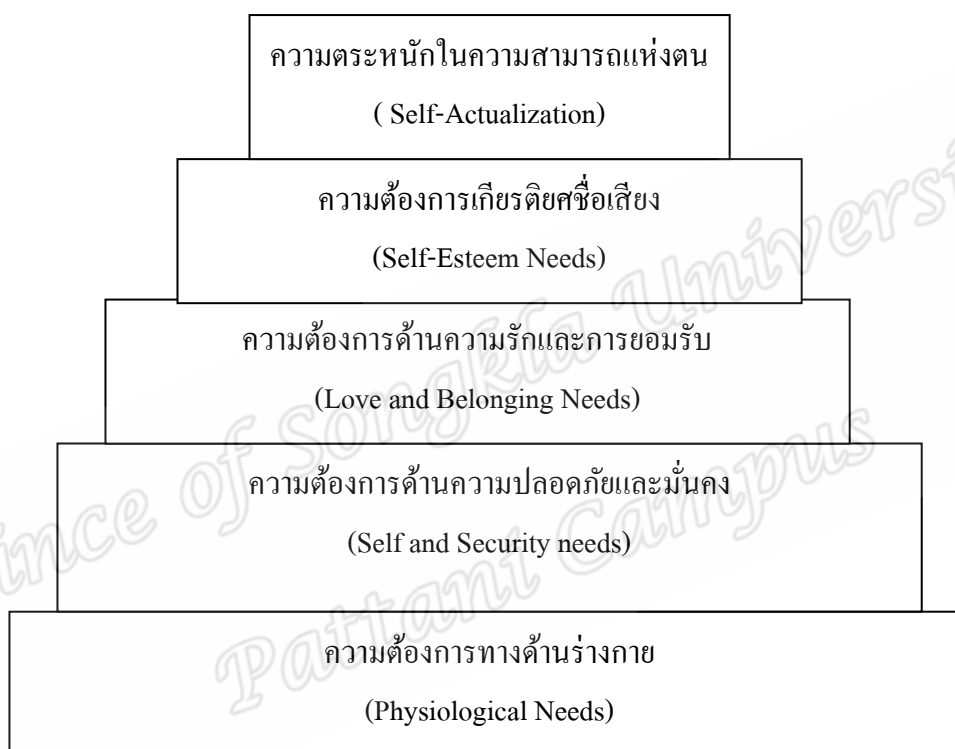 ความตระหนักในความสามารถแห่งตน
( Self-Actualization)
ความต้องการเกียรติยศชื่อเสียง
(Self-Esteem Needs)
ความต้องการด้านความรักและการยอมรับ
(Love and Belonging Needs)
ความต้องการด้านความปลอดภัยและมั่นคง
(Self and Security needs)
ความต้องการทางด้านร่างกาย
(Physiological Needs)
of Songkla
Pattani Campus